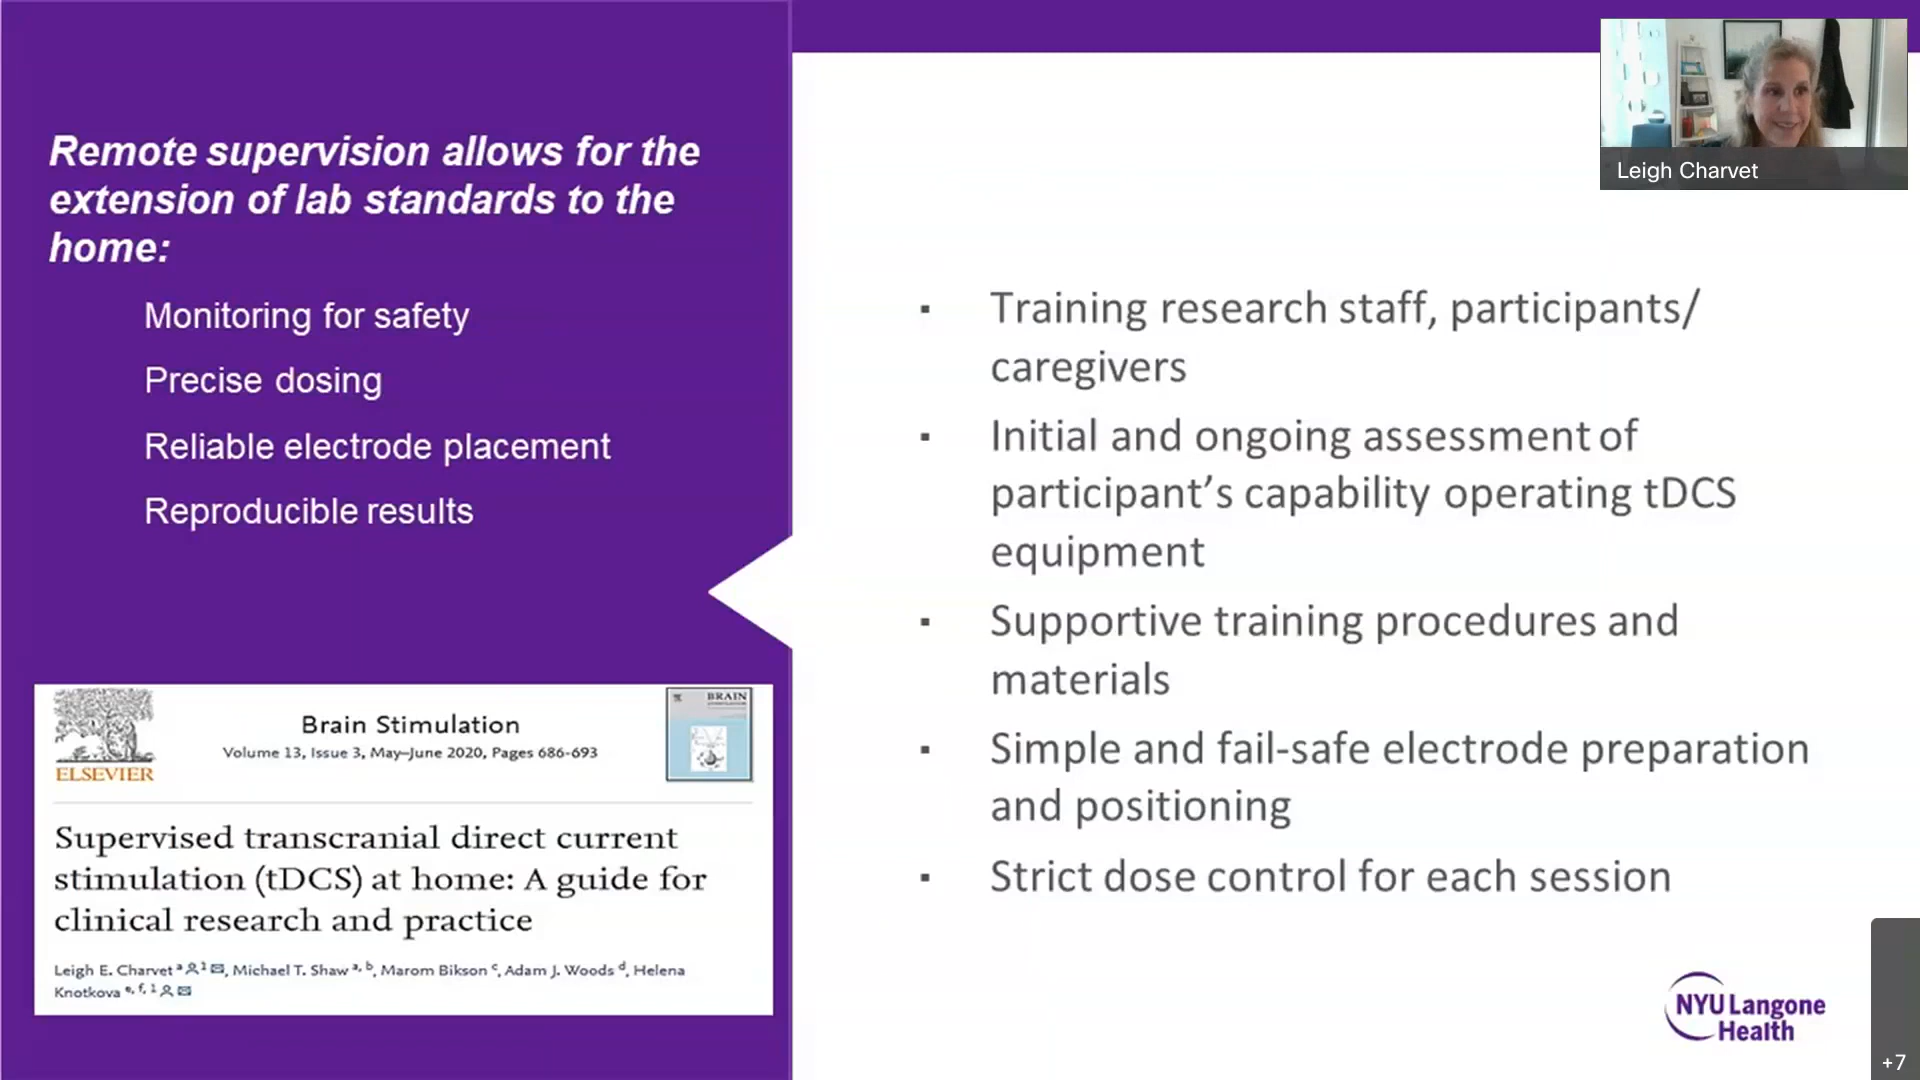 Remote supervision allows for the
extension of lab standards to the
home:
Monitoring for safety
Precise dosing
Reliable electrode placement
Reproducible results
ELSEVIER
Brain Stimulation
Volume 13, Issue 3, May–June 2020, Pages 686-693
BRAIN
Supervised transcranial direct current
stimulation (tDCS) at home: A guide for
clinical research and practice
Leigh E. Charvet a 1, Michael T. Shaw a, b, Marom Bikson c, Adam J. Woods d, Helena
Knotkova e, f, 1
Leigh Charvet
▪ Training research staff, participants/
caregivers
▪ Initial and ongoing assessment of
participant’s capability operating tDCS
equipment
▪ Supportive training procedures and
materials
▪ Simple and fail-safe electrode preparation
and positioning
▪ Strict dose control for each session
NYU Langone
Health
+7